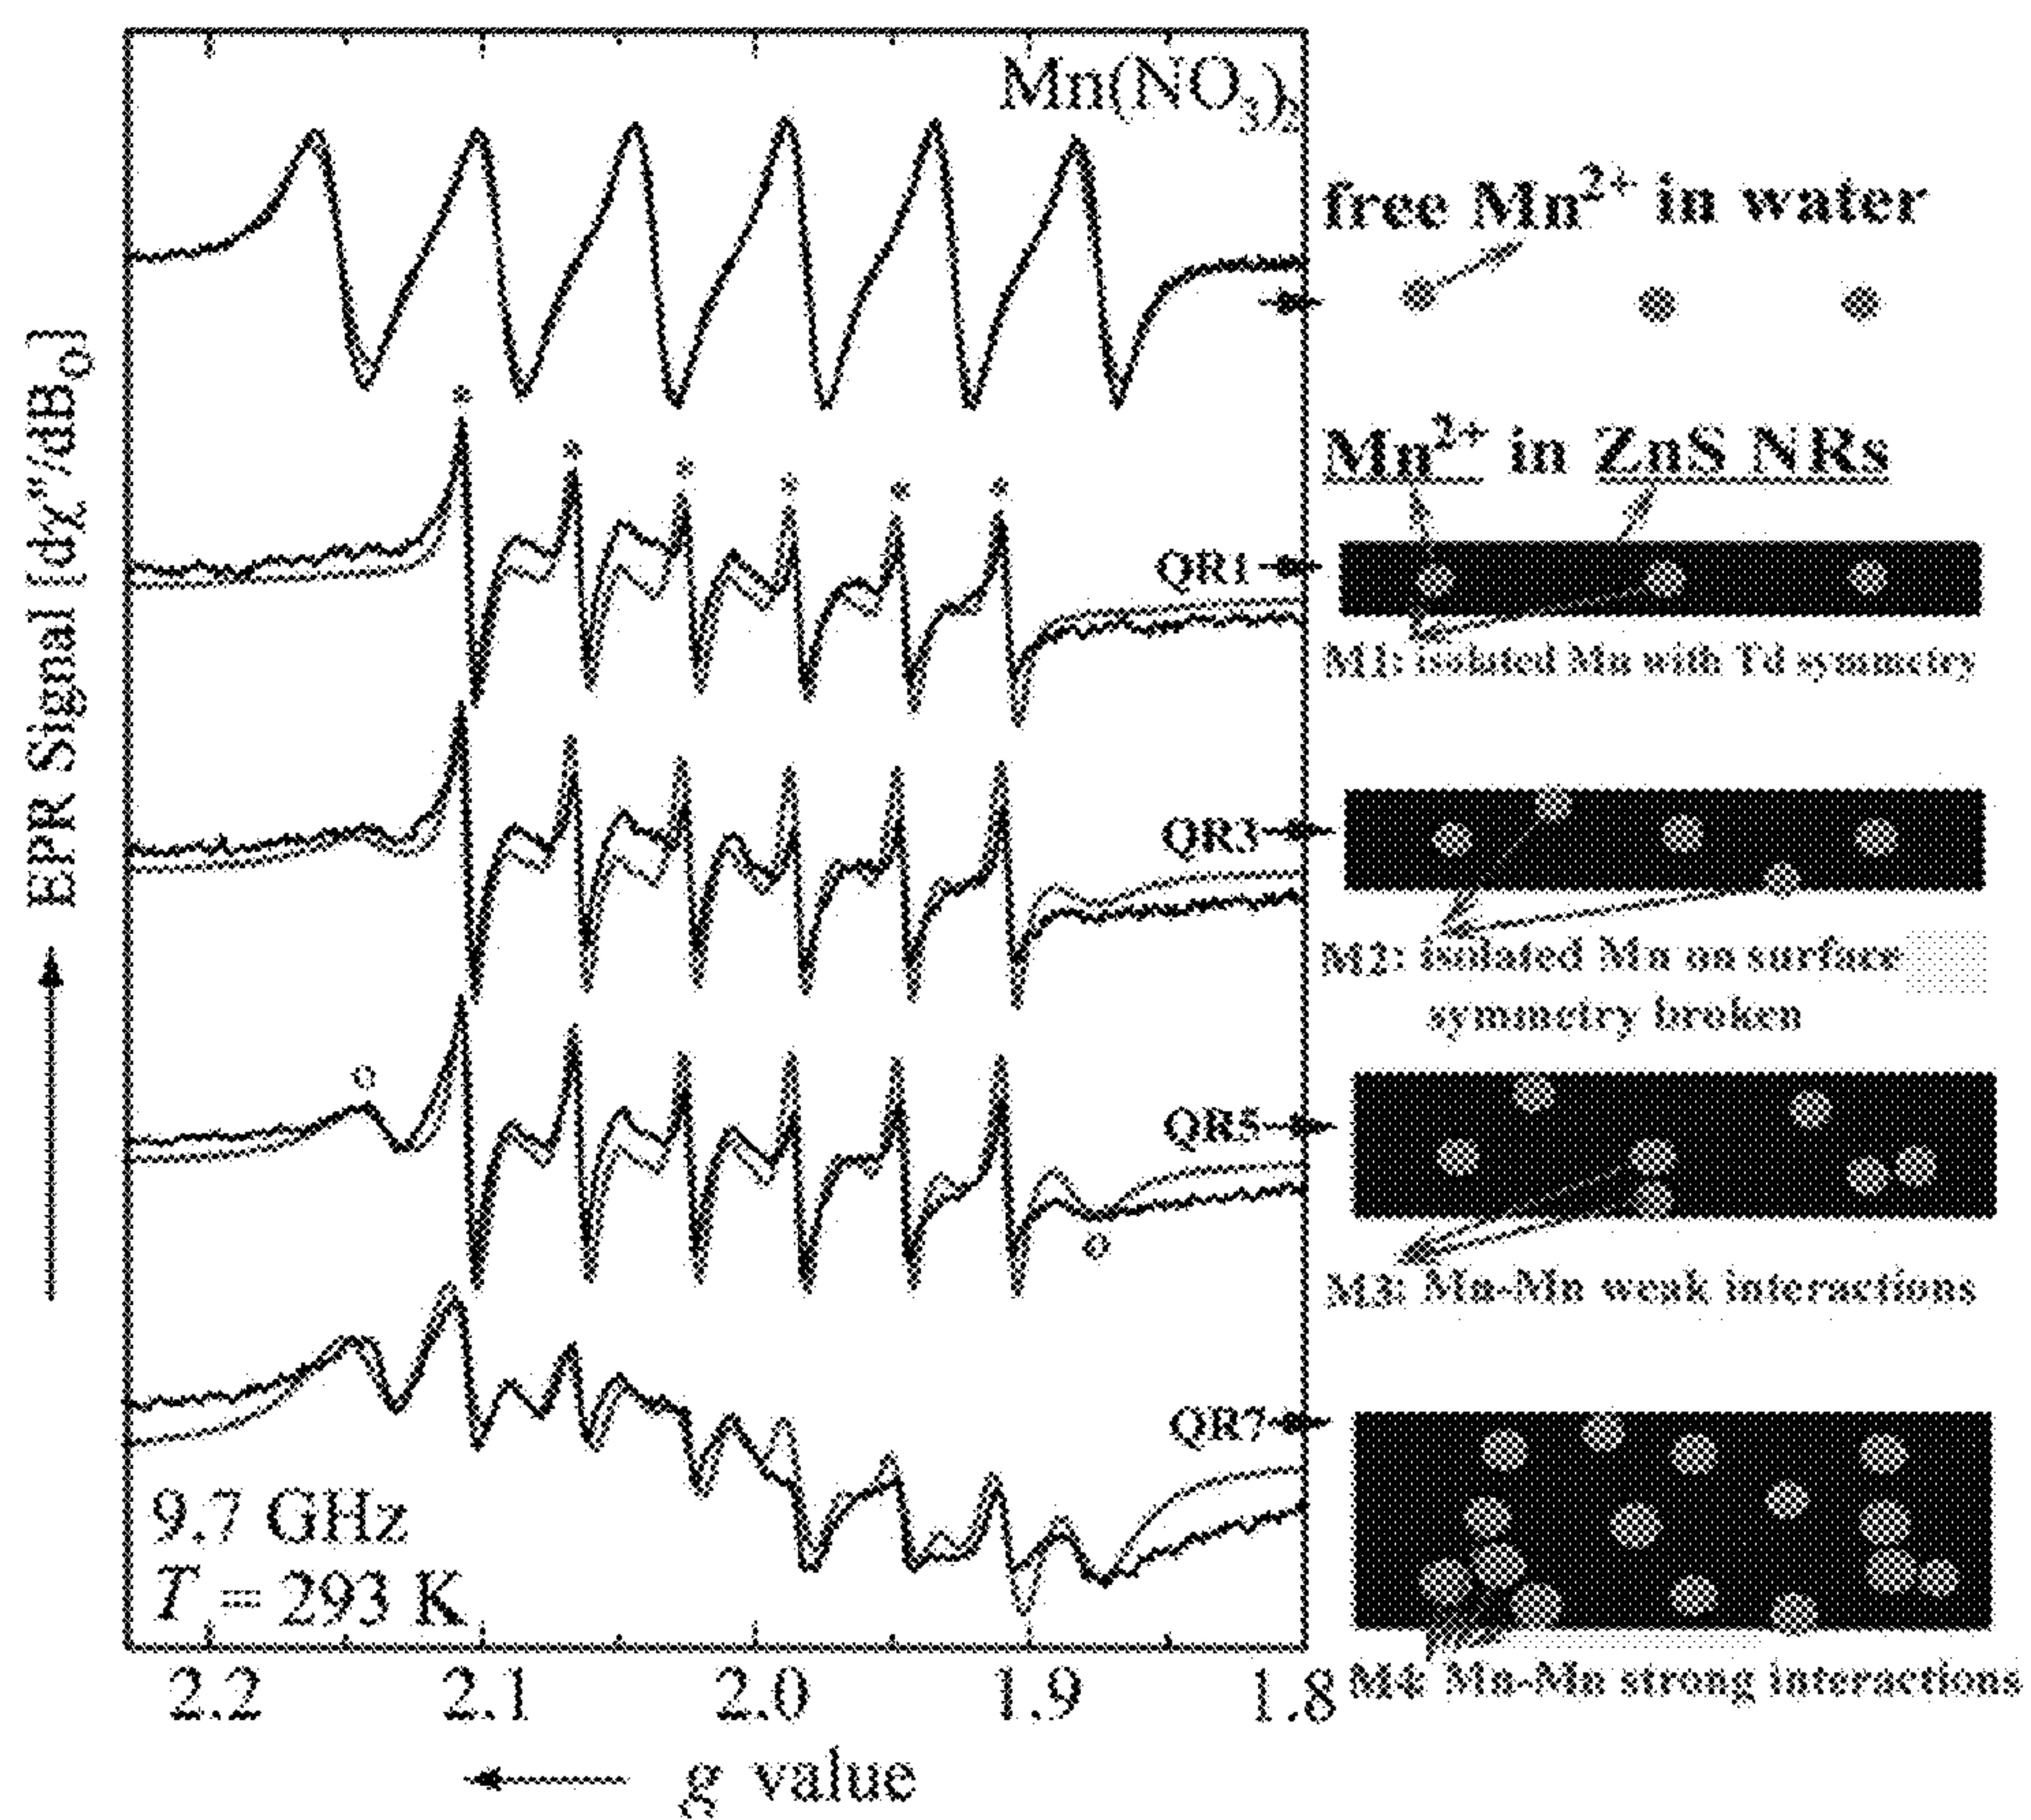 Mn(NO3)2
free Mn2+ in water
Mn2+ in ZnS NRs
* * * * * *
QR1
M1: isolated Mn with Td symmetry
QR3
M2: isolated Mn on surface
symmetry broken
QR5
M3: Mn-Mn weak interactions
QR7
M4: Mn-Mn strong interactions
9.7 GHz
T = 293 K
2.2 2.1 2.0 1.9 1.8
g value
EPR Signal [dχ"/dB0]